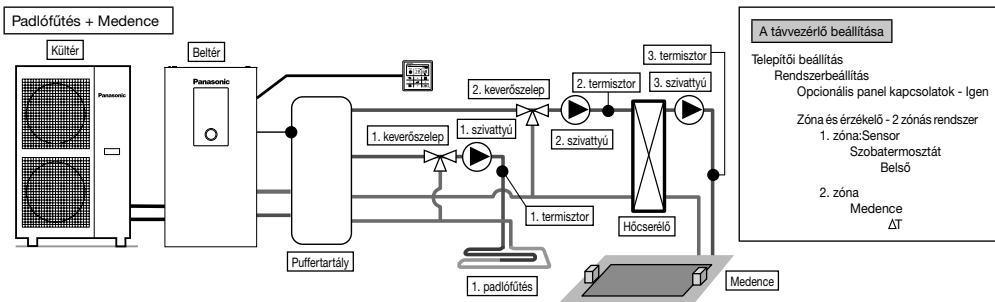 Padlófűtés + Medence
Kültér
Beltér
Panasonic
Panasonic
2. keverőszelep
2. termisztor
3. termisztor
3. szivattyú
1. keverőszelep
1. szivattyú
2. szivattyú
1. termisztor
Hőcserélő
Puffertartály
1. padlófűtés
Medence
A távvezérlő beállítása
Telepítői beállítás
Rendszerbeállítás
Opcionális panel kapcsolatok - Igen
Zóna és érzékelő - 2 zónás rendszer
1. zóna:Sensor
Szobatermosztát
Belső
2. zóna
Medence
ΔT